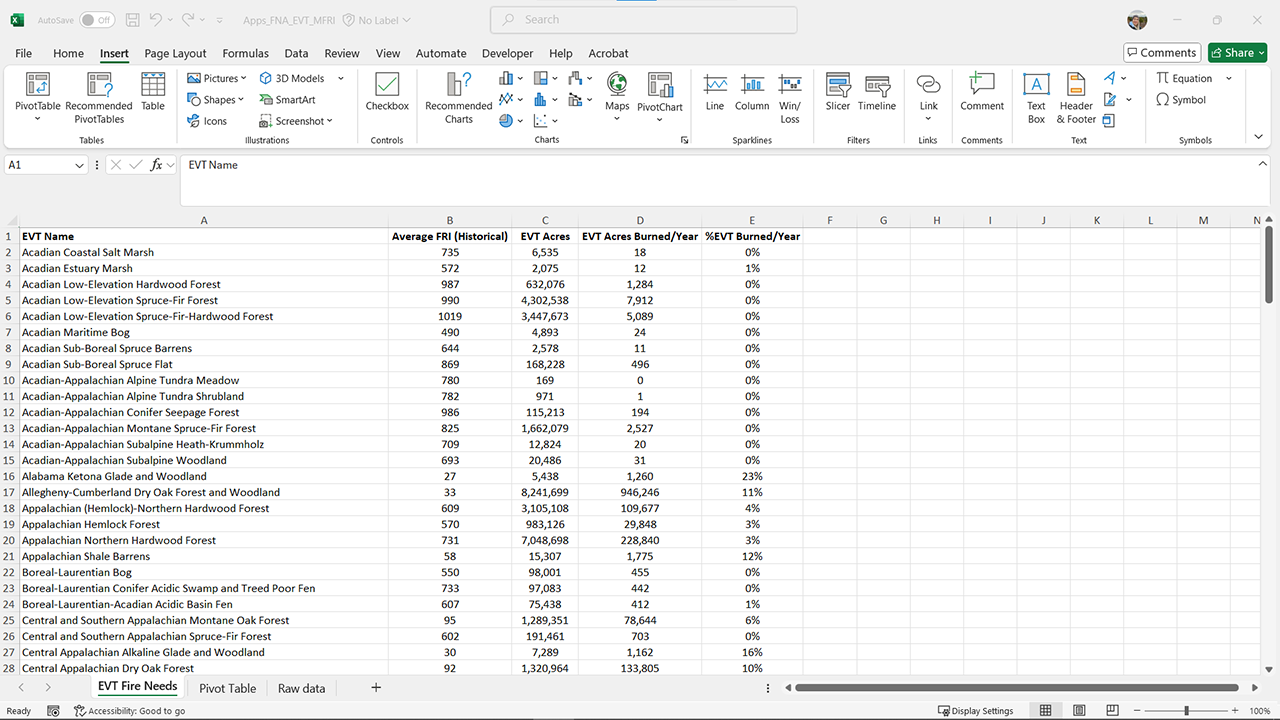 AutoSave Off Apps_FNA_EVT_MFRI No Label Search
File Home Insert Page Layout Formulas Data Review View Automate Developer Help Acrobat Comments Share
PivotTable Recommended PivotTables Table
Tables
Pictures Shapes Icons 3D Models SmartArt Screenshot
Illustrations
Checkbox
Controls
Recommended Charts Maps PivotChart
Charts
Line Column Win/ Loss
Sparklines
Slicer Timeline
Filters
Link
Links
Comment
Comments
Text Box Header & Footer
Text
Equation Symbol
Symbols
A1 fx EVT Name
A B C D E F G H I J K L M N
1 EVT Name Average FRI (Historical) EVT Acres EVT Acres Burned/Year %EVT Burned/Year
2 Acadian Coastal Salt Marsh 735 6,535 18 0%
3 Acadian Estuary Marsh 572 2,075 12 1%
4 Acadian Low-Elevation Hardwood Forest 987 632,076 1,284 0%
5 Acadian Low-Elevation Spruce-Fir Forest 990 4,302,538 7,912 0%
6 Acadian Low-Elevation Spruce-Fir-Hardwood Forest 1019 3,447,673 5,089 0%
7 Acadian Maritime Bog 490 4,893 24 0%
8 Acadian Sub-Boreal Spruce Barrens 644 2,578 11 0%
9 Acadian Sub-Boreal Spruce Flat 869 168,228 496 0%
10 Acadian-Appalachian Alpine Tundra Meadow 780 169 0 0%
11 Acadian-Appalachian Alpine Tundra Shrubland 782 971 1 0%
12 Acadian-Appalachian Conifer Seepage Forest 986 115,213 194 0%
13 Acadian-Appalachian Montane Spruce-Fir Forest 825 1,662,079 2,527 0%
14 Acadian-Appalachian Subalpine Heath-Krummholz 709 12,824 20 0%
15 Acadian-Appalachian Subalpine Woodland 693 20,486 31 0%
16 Alabama Ketona Glade and Woodland 27 5,438 1,260 23%
17 Allegheny-Cumberland Dry Oak Forest and Woodland 33 8,241,699 946,246 11%
18 Appalachian (Hemlock)-Northern Hardwood Forest 609 3,105,108 109,677 4%
19 Appalachian Hemlock Forest 570 983,126 29,848 3%
20 Appalachian Northern Hardwood Forest 731 7,048,698 228,840 3%
21 Appalachian Shale Barrens 58 15,307 1,775 12%
22 Boreal-Laurentian Bog 550 98,001 455 0%
23 Boreal-Laurentian Conifer Acidic Swamp and Treed Poor Fen 733 97,083 442 0%
24 Boreal-Laurentian-Acadian Acidic Basin Fen 607 75,438 412 1%
25 Central and Southern Appalachian Montane Oak Forest 95 1,289,351 78,644 6%
26 Central and Southern Appalachian Spruce-Fir Forest 602 191,461 703 0%
27 Central Appalachian Alkaline Glade and Woodland 30 7,289 1,162 16%
28 Central Appalachian Dry Oak Forest 92 1,320,964 133,805 10%
EVT Fire Needs Pivot Table Raw data
Ready Accessibility: Good to go Display Settings 100%